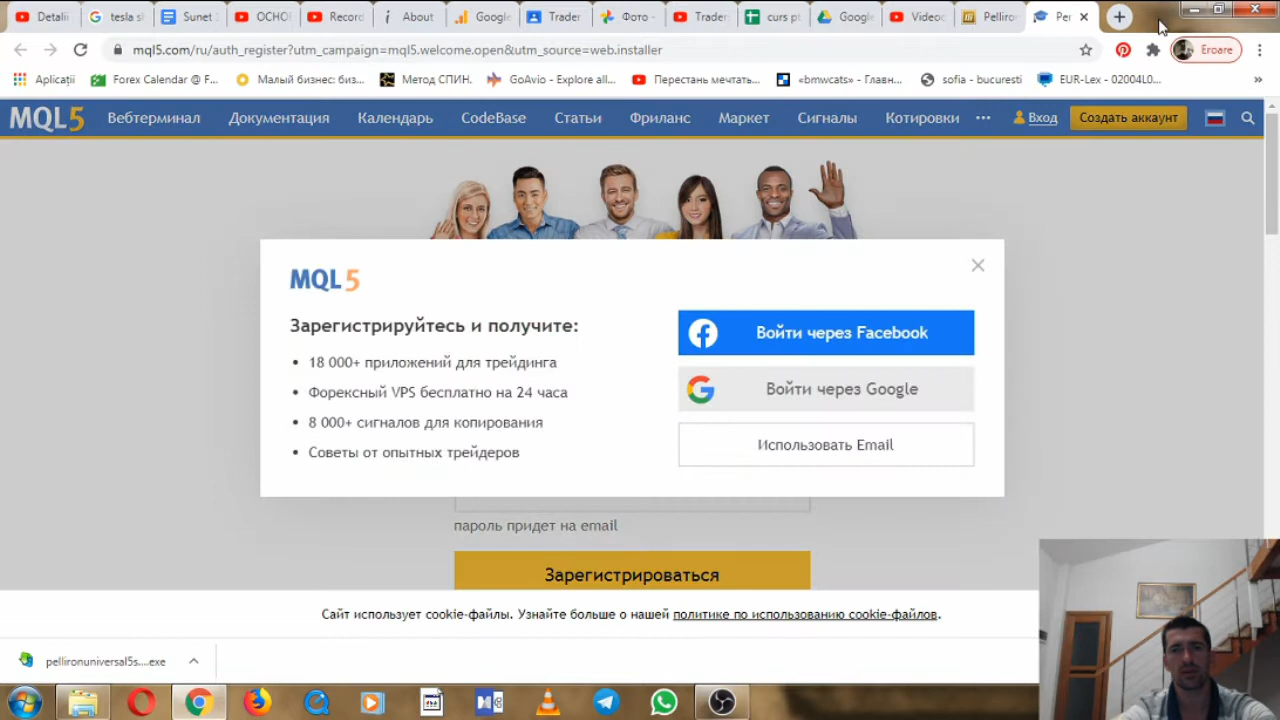 Detalii
tesla sh
Sunet
ОСНО
Record
About
Google
Trader
Фото -
Trader
curs pt
Google
Videoc
Pelliro
Per
mql5.com/ru/auth_register?utm_campaign=mql5.welcome.open&utm_source=web.installer
Eroare
Aplicații
Forex Calendar @ F...
Малый бизнес: биз...
Метод СПИН.
GoAvio - Explore all...
Перестань мечтать...
«bmwcats» - Главн...
sofia - bucuresti
EUR-Lex - 02004L0...
»
MQL5
Вебтерминал
Документация
Календарь
CodeBase
Статьи
Фриланс
Маркет
Сигналы
Котировки
Вход
Создать аккаунт
MQL5
Зарегистрируйтесь и получите:
• 18 000+ приложений для трейдинга
• Форексный VPS бесплатно на 24 часа
• 8 000+ сигналов для копирования
• Советы от опытных трейдеров
Войти через Facebook
Войти через Google
Использовать Email
пароль придет на email
Зарегистрироваться
Сайт использует cookie-файлы. Узнайте больше о нашей политике по использованию cookie-файлов.
pellironuniversal5s....exe